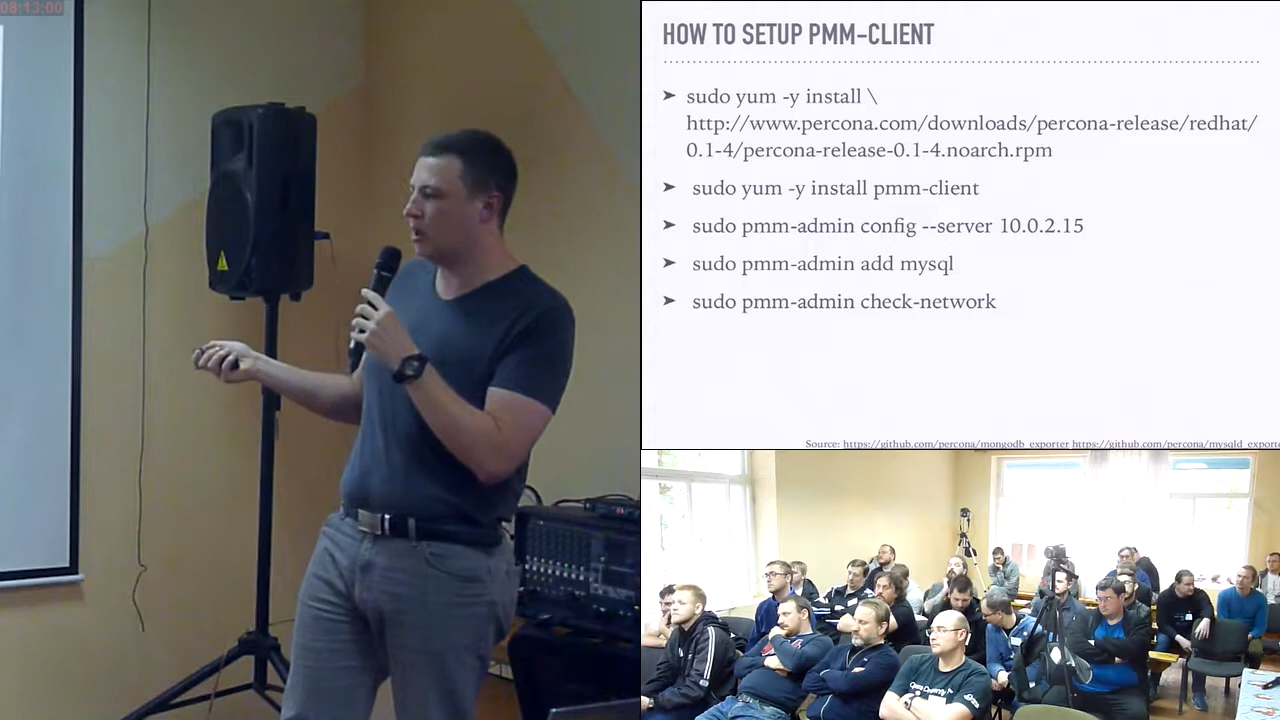 08:13:00
HOW TO SETUP PMM-CLIENT
➤ sudo yum -y install \
http://www.percona.com/downloads/percona-release/redhat/
0.1-4/percona-release-0.1-4.noarch.rpm
➤ sudo yum -y install pmm-client
➤ sudo pmm-admin config --server 10.0.2.15
➤ sudo pmm-admin add mysql
➤ sudo pmm-admin check-network
Source: https://github.com/percona/mongodb_exporter https://github.com/percona/mysqld_exporte